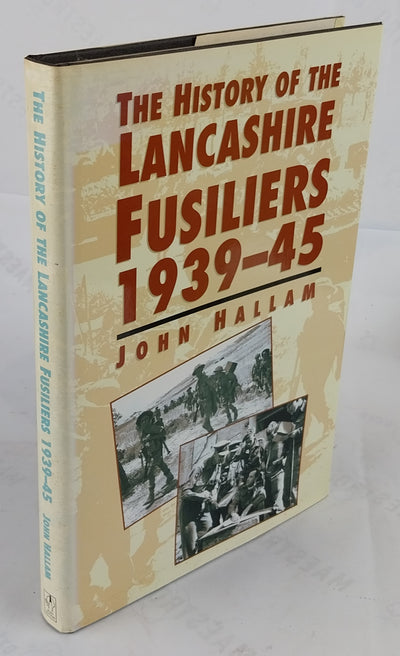 THE HISTORY OF THE
LANCASHIRE
FUSILIERS
1939–45
JOHN HALLAM
THE HISTORY OF THE LANCASHIRE FUSILIERS 1939–45 JOHN HALLAM